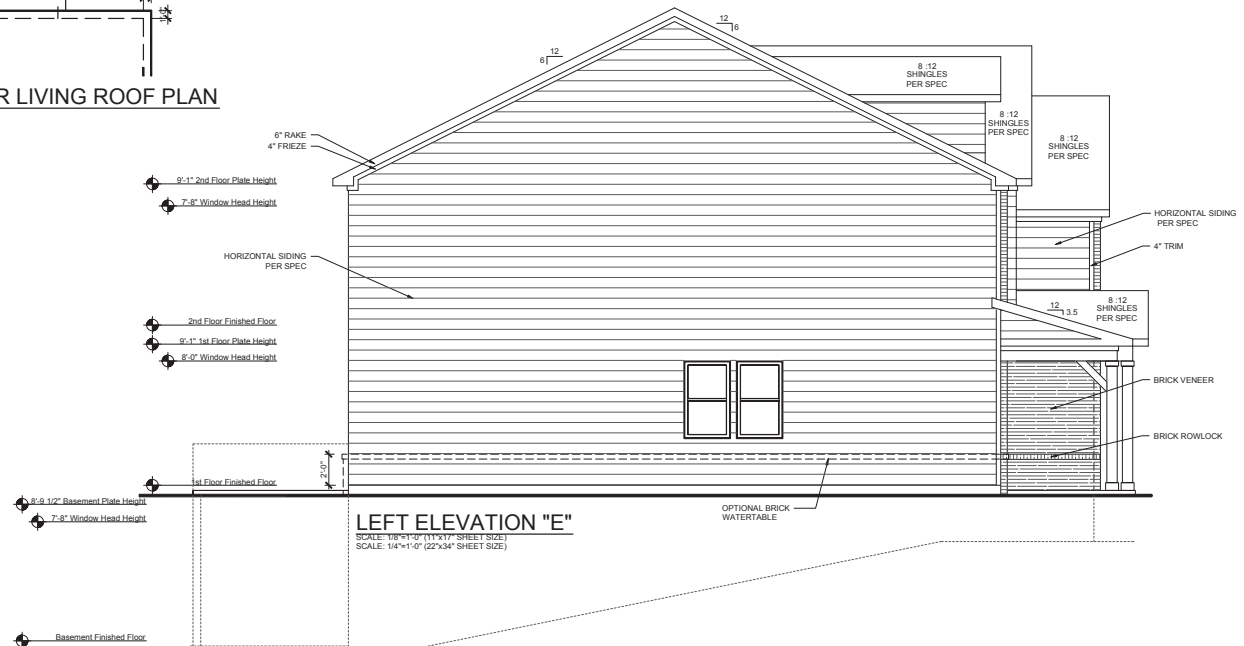 1'-0"
R LIVING ROOF PLAN
12
6
12
6
8 :12
SHINGLES
PER SPEC
8 :12
SHINGLES
PER SPEC
8 :12
SHINGLES
PER SPEC
6" RAKE
4" FRIEZE
9'-1" 2nd Floor Plate Height
7'-8" Window Head Height
HORIZONTAL SIDING
PER SPEC
4" TRIM
HORIZONTAL SIDING
PER SPEC
12
3.5
8 :12
SHINGLES
PER SPEC
2nd Floor Finished Floor
9'-1" 1st Floor Plate Height
8'-0" Window Head Height
BRICK VENEER
BRICK ROWLOCK
2'-0"
1st Floor Finished Floor
8'-9 1/2" Basement Plate Height
7'-8" Window Head Height
OPTIONAL BRICK
WATERTABLE
LEFT ELEVATION "E"
SCALE: 1/8"=1'-0" (11"x17" SHEET SIZE)
SCALE: 1/4"=1'-0" (22"x34" SHEET SIZE)
Basement Finished Floor